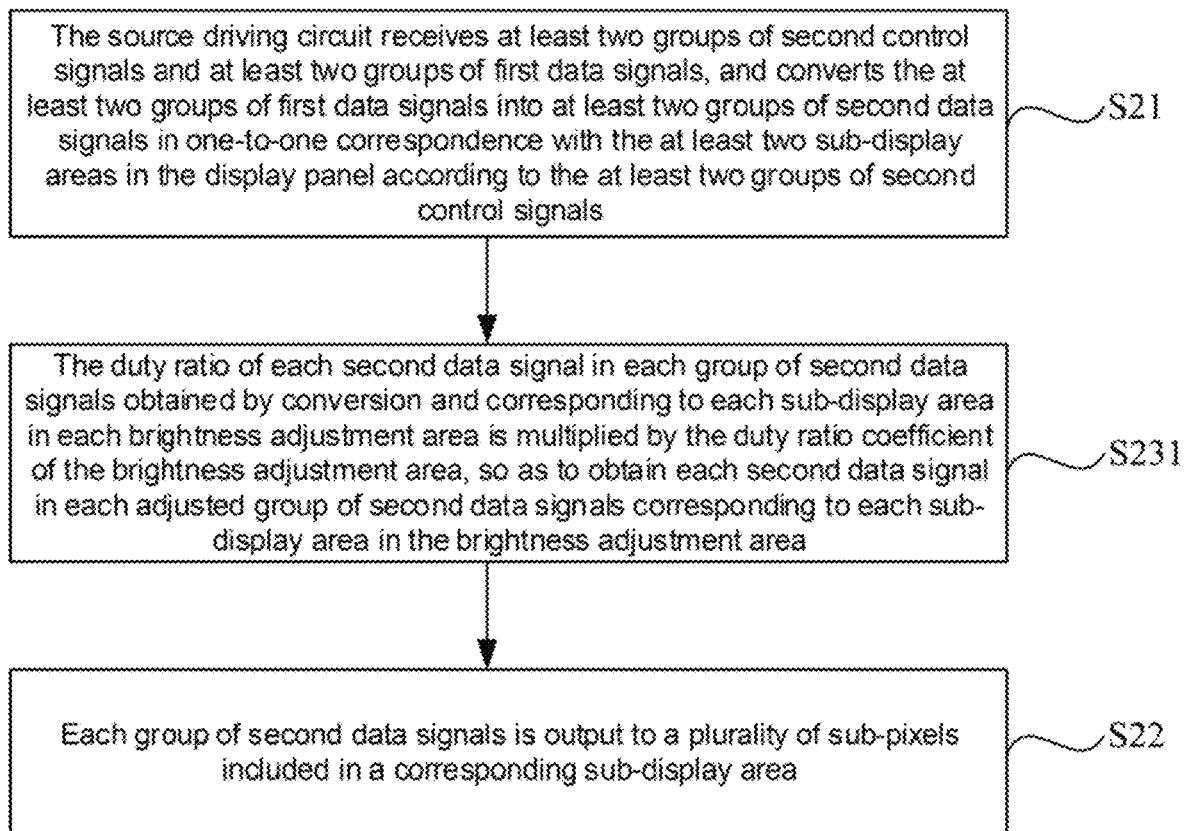 The source driving circuit receives at least two groups of second control
signals and at least two groups of first data signals, and converts the at
least two groups of first data signals into at least two groups of second data
signals in one-to-one correspondence with the at least two sub-display
areas in the display panel according to the at least two groups of second
control signals
S21
The duty ratio of each second data signal in each group of second data
signals obtained by conversion and corresponding to each sub-display area
in each brightness adjustment area is multiplied by the duty ratio coefficient
of the brightness adjustment area, so as to obtain each second data signal
in each adjusted group of second data signals corresponding to each sub-
display area in the brightness adjustment area
S231
Each group of second data signals is output to a plurality of sub-pixels
included in a corresponding sub-display area
S22